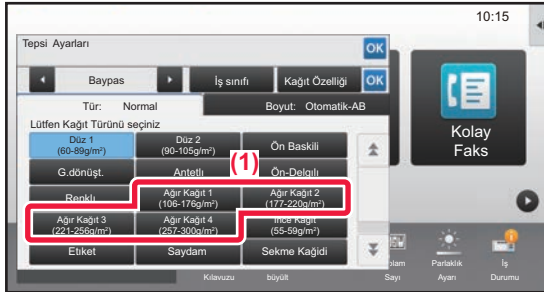 10:15
Tepsi Ayarları
OK
Baypas
İş sınıfı
Kağıt Özelliği
OK
Tür: Normal
Boyut: Otomatik-AB
Lütfen Kağıt Türünü seçiniz
Düz 1
(60-89g/m²)
Düz 2
(90-105g/m²)
Ön Baskili
G.dönüşt.
Antetlı
(1)
Ön-Delgılı
Renkli
Ağır Kağıt 1
(106-176g/m²)
Ağır Kağıt 2
(177-220g/m²)
Ağır Kağıt 3
(221-256g/m²)
Ağır Kağıt 4
(257-300g/m²)
İnce Kağıt
(55-59g/m²)
Etiket
Saydam
Sekme Kağidi
Kolay
Faks
Kılavuzu
büyült
Sayı
Parlaklık
Ayarı
İş
Durumu